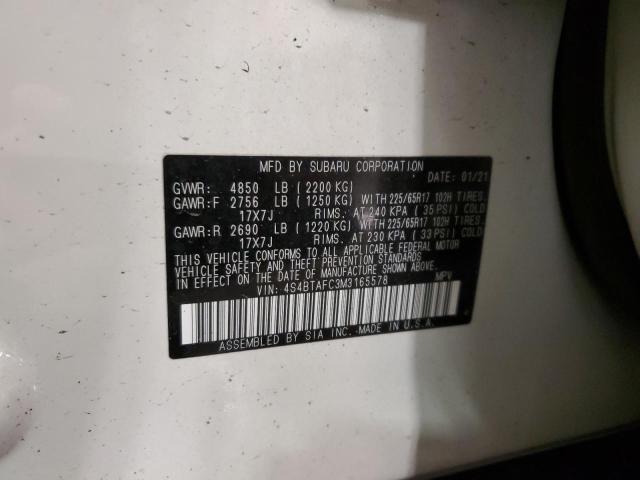 MFD BY SUBARU CORPORATION
DATE: 01/21
GVWR: 4850 LB (2200 KG)
GAWR:F 2756 LB (1250 KG) WITH 225/65R17 102H TIRES.
17X7J RIMS. AT 240 KPA (35 PSI) COLD
GAWR:R 2690 LB (1220 KG) WITH 225/65R17 102H TIRES.
17X7J RIMS. AT 230 KPA (33 PSI) COLD
THIS VEHICLE CONFORMS TO ALL APPLICABLE FEDERAL MOTOR
VEHICLE SAFETY AND THEFT PREVENTION STANDARDS
IN EFFECT ON THE DATE OF MANUFACTURE SHOWN ABOVE.
VIN: 4S4BTAFC3M3165578 MPV
ASSEMBLED BY SIA INC. MADE IN U.S.A.